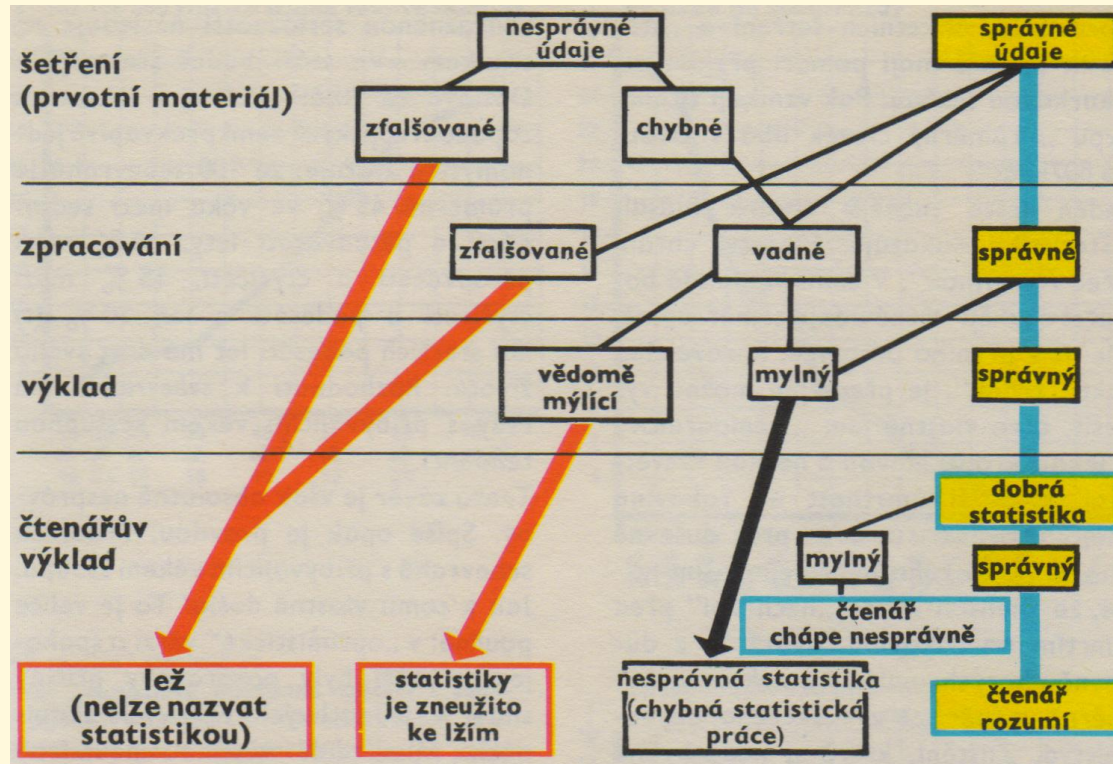 nesprávné
údaje
správné
údaje
šetření
(prvotní materiál)
zfalšované
chybné
zpracování
zfalšované
vadné
správné
výklad
vědomě
mýlící
mylný
správný
čtenářův
výklad
dobrá
statistika
mylný
správný
čtenář
chápe nesprávně
lež
(nelze nazvat
statistikou)
statistiky
je zneužito
ke lžím
nesprávná statistika
(chybná statistická
práce)
čtenář
rozumí